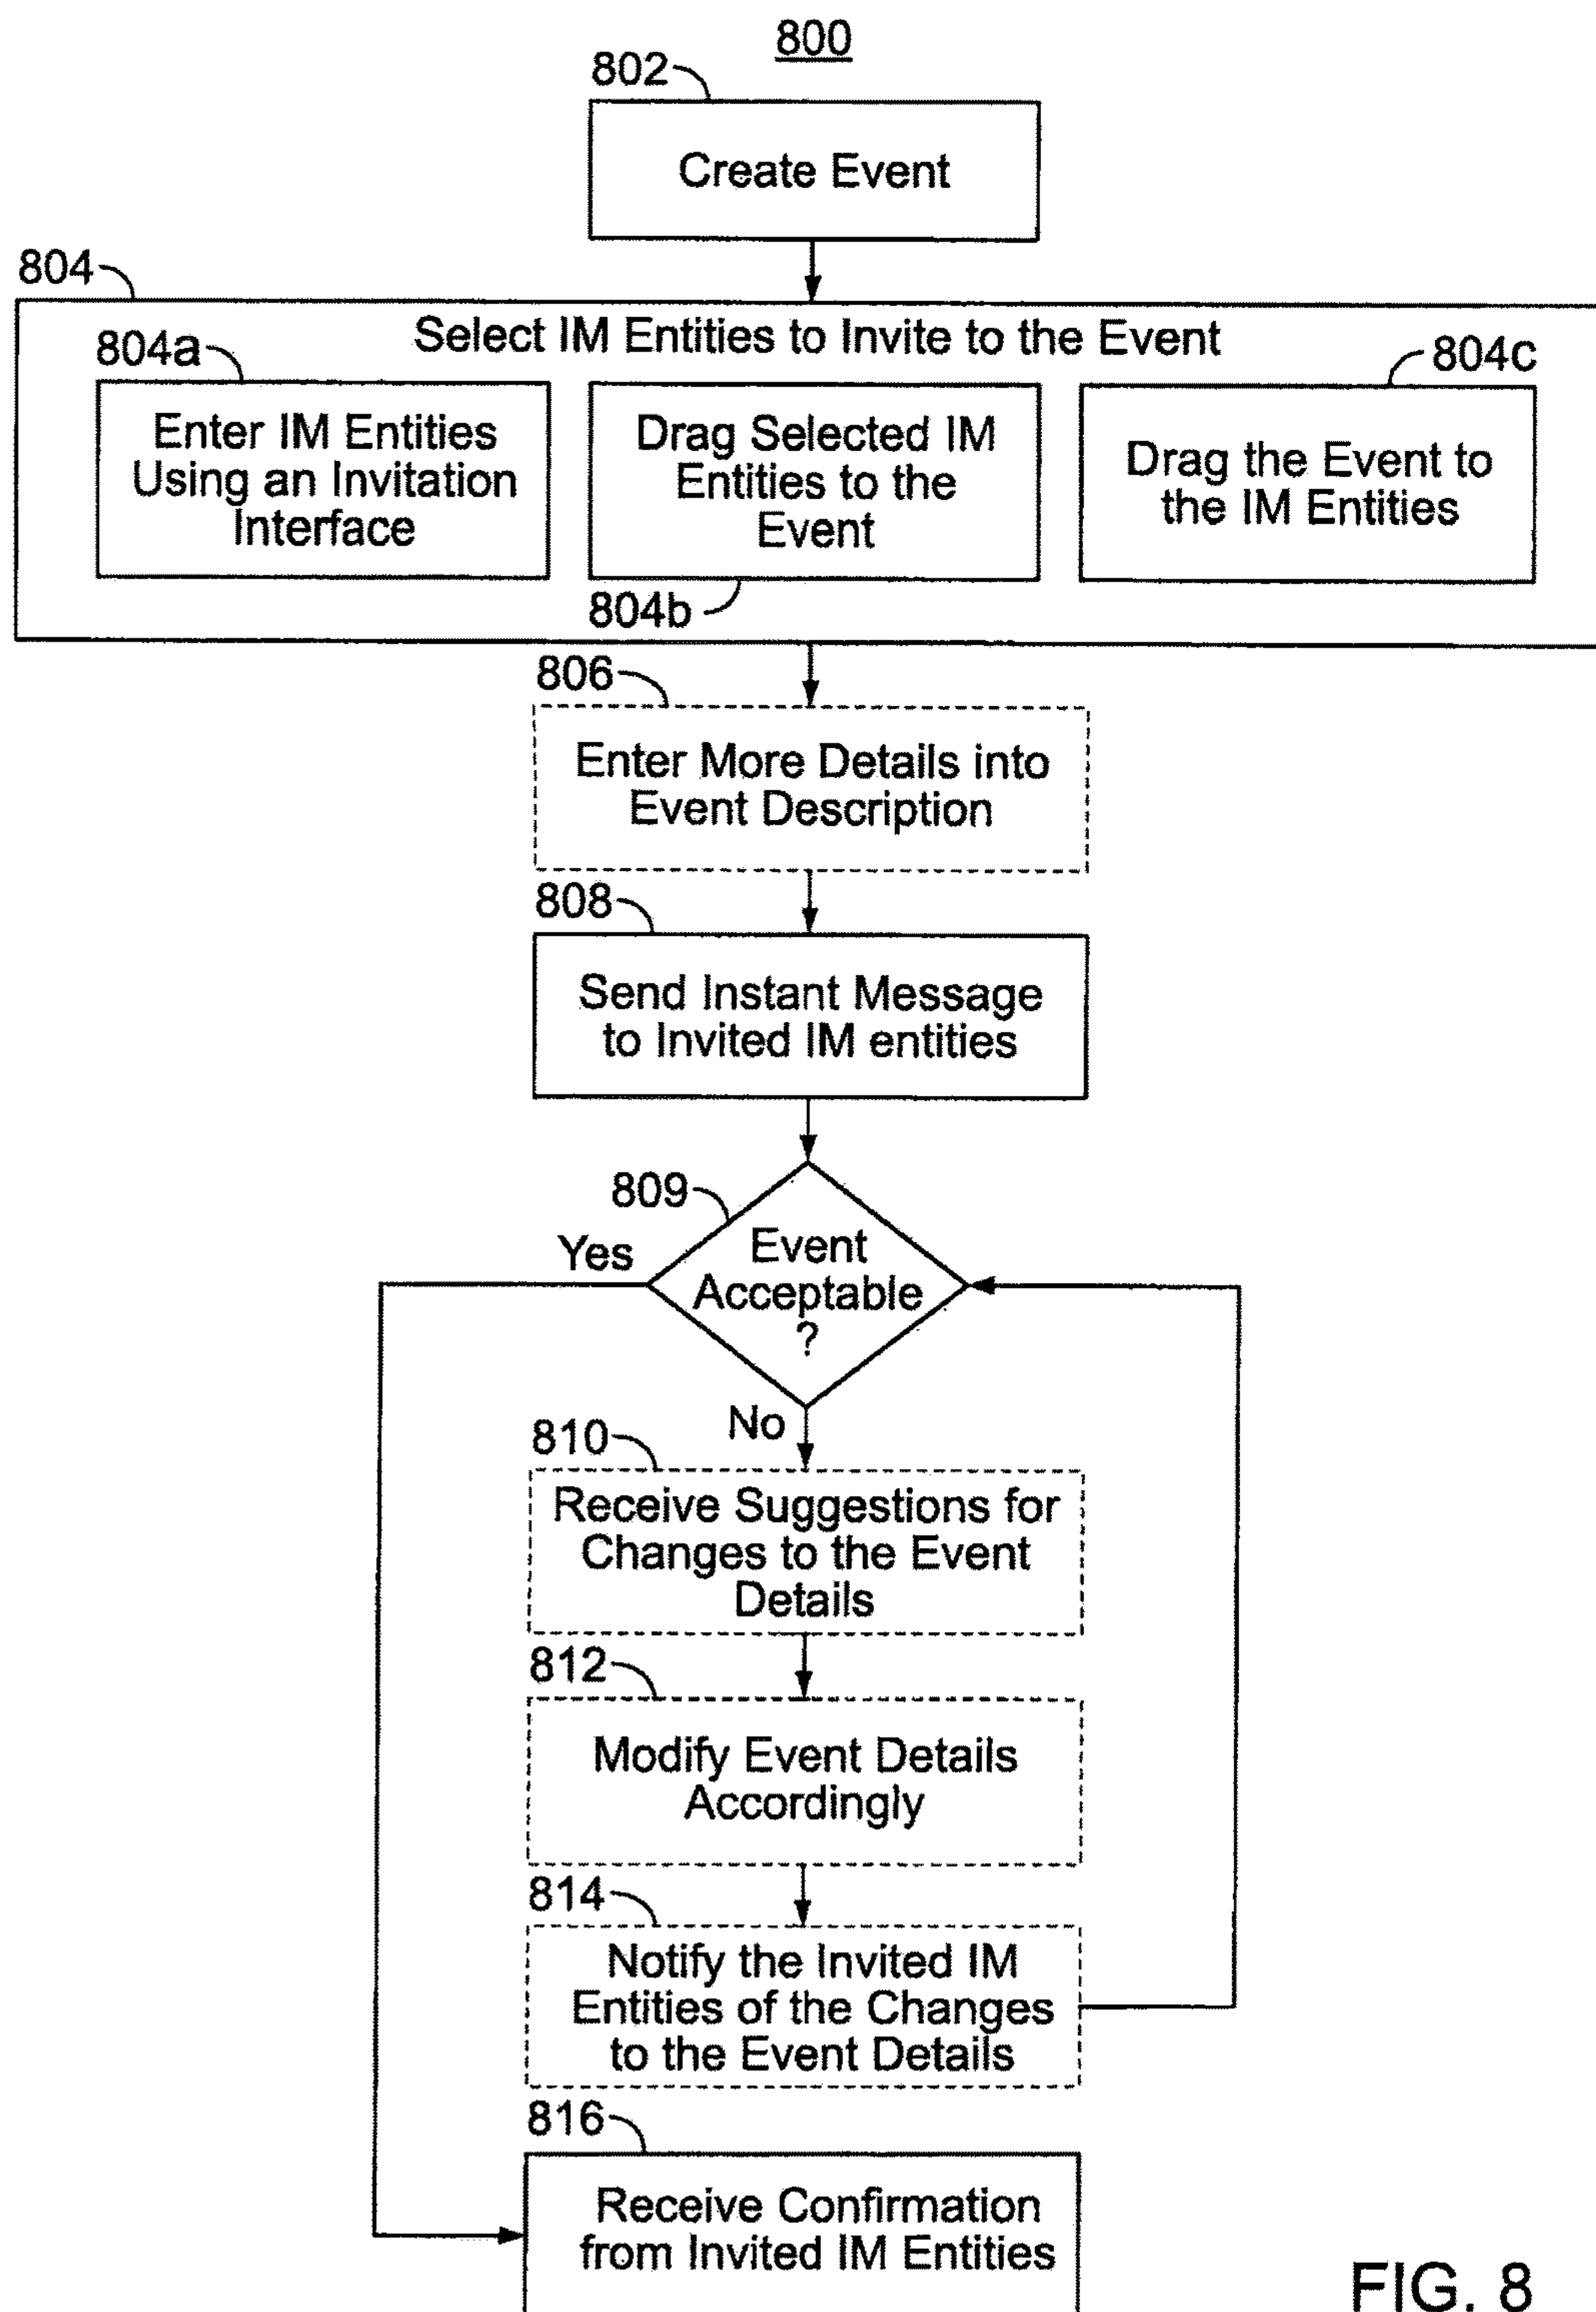 800
802
Create Event
804
Select IM Entities to Invite to the Event
804a
804c
Enter IM Entities
Using an Invitation
Interface
Drag Selected IM
Entities to the
Event
Drag the Event to
the IM Entities
804b
806
Enter More Details into
Event Description
808
Send Instant Message
to Invited IM entities
809
Yes
Event
Acceptable
?
No
810
Receive Suggestions for
Changes to the Event
Details
812
Modify Event Details
Accordingly
814
Notify the Invited IM
Entities of the Changes
to the Event Details
816
Receive Confirmation
from Invited IM Entities
FIG. 8